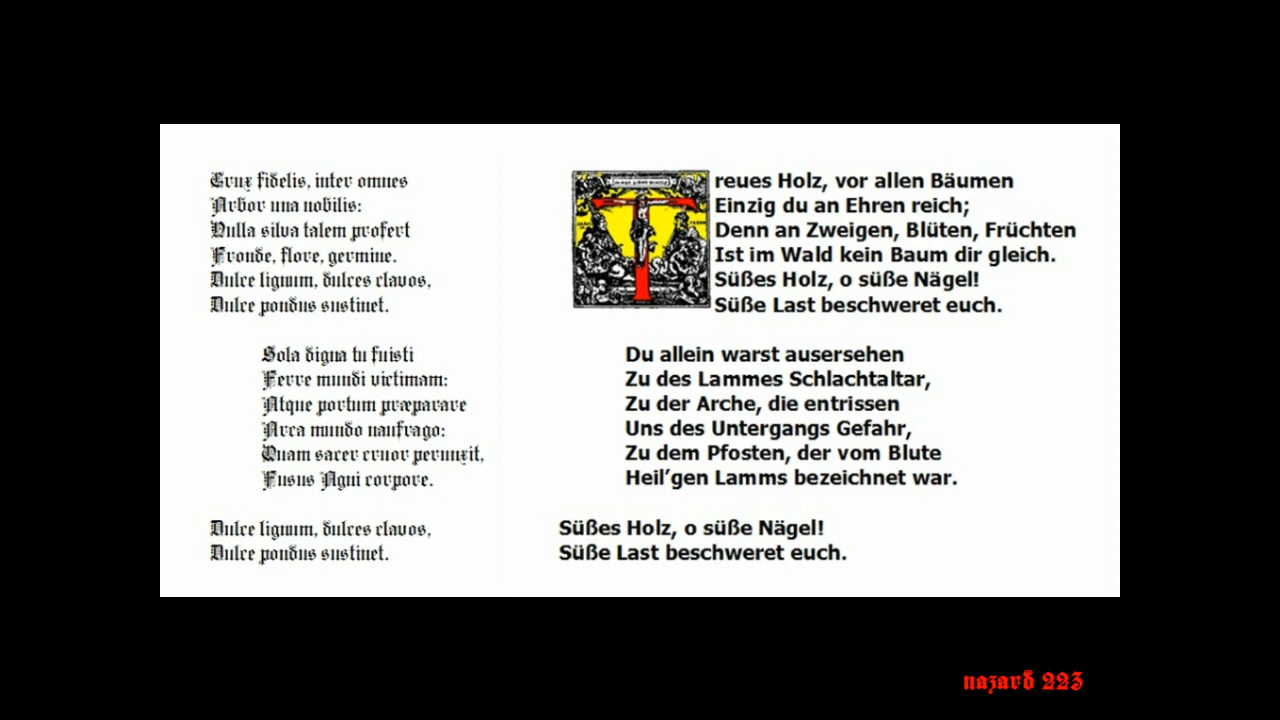 Crux fidelis, inter omnes
Arbor una nobilis:
Nulla silva talem profert
Fronde, flore, germine.
Dulce lignum, dulces clavos,
Dulce pondus sustinet.
Sola digna tu fuisti
Ferre mundi victimam:
Atque portum præparare
Arca mundo naufrago:
Quam sacer cruor perunxit,
Fusus Agni corpore.
Dulce lignum, dulces clavos,
Dulce pondus sustinet.
reues Holz, vor allen Bäumen
Einzig du an Ehren reich;
Denn an Zweigen, Blüten, Früchten
Ist im Wald kein Baum dir gleich.
Süßes Holz, o süße Nägel!
Süße Last beschweret euch.
Du allein warst ausersehen
Zu des Lammes Schlachtaltar,
Zu der Arche, die entrissen
Uns des Untergangs Gefahr,
Zu dem Pfosten, der vom Blute
Heil’gen Lamms bezeichnet war.
Süßes Holz, o süße Nägel!
Süße Last beschweret euch.
nazard 223